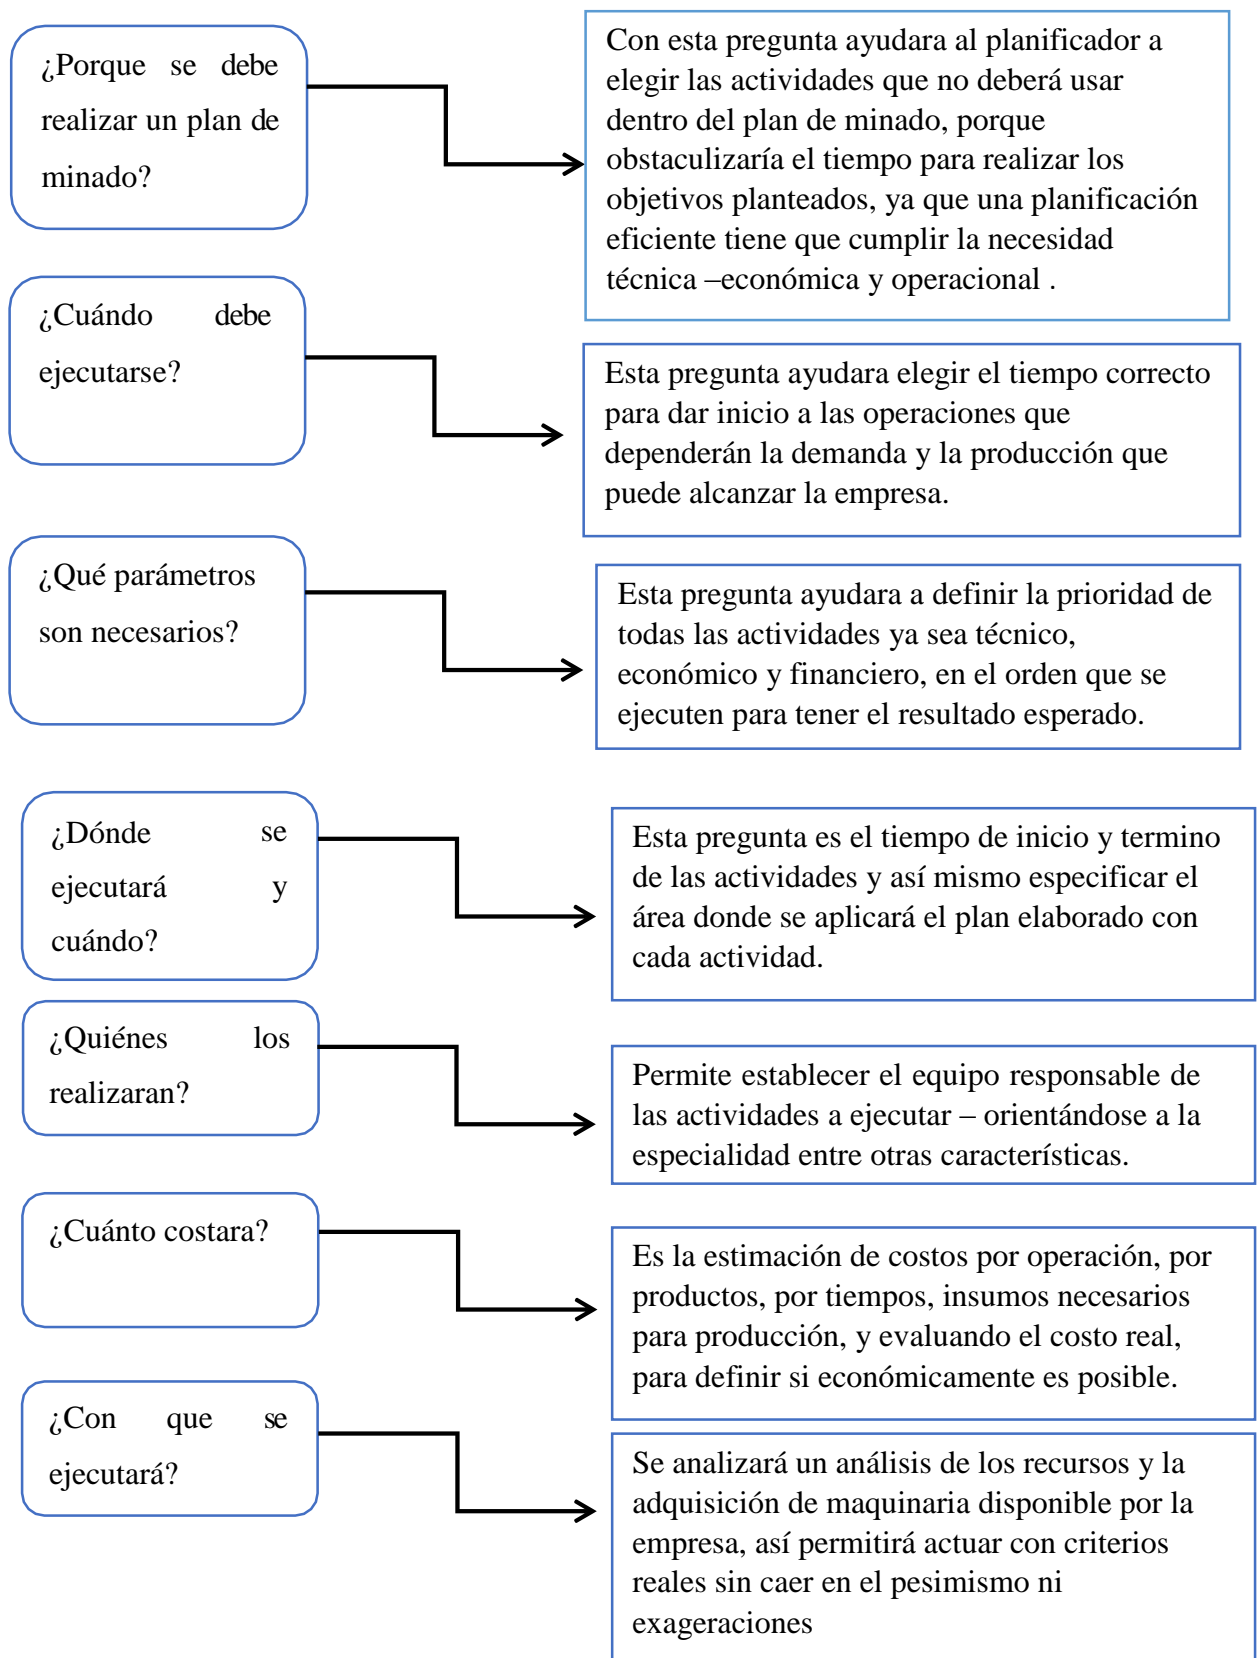 ¿Porque se debe
realizar un plan de
minado?
Con esta pregunta ayudara al planificador a
elegir las actividades que no deberá usar
dentro del plan de minado, porque
obstaculizaría el tiempo para realizar los
objetivos planteados, ya que una planificación
eficiente tiene que cumplir la necesidad
técnica –económica y operacional .
¿Cuándo debe
ejecutarse?
Esta pregunta ayudara elegir el tiempo correcto
para dar inicio a las operaciones que
dependerán la demanda y la producción que
puede alcanzar la empresa.
¿Qué parámetros
son necesarios?
Esta pregunta ayudara a definir la prioridad de
todas las actividades ya sea técnico,
económico y financiero, en el orden que se
ejecuten para tener el resultado esperado.
¿Dónde se
ejecutará y
cuándo?
Esta pregunta es el tiempo de inicio y termino
de las actividades y así mismo especificar el
área donde se aplicará el plan elaborado con
cada actividad.
¿Quiénes los
realizaran?
Permite establecer el equipo responsable de
las actividades a ejecutar – orientándose a la
especialidad entre otras características.
¿Cuánto costara?
Es la estimación de costos por operación, por
productos, por tiempos, insumos necesarios
para producción, y evaluando el costo real,
para definir si económicamente es posible.
¿Con que se
ejecutará?
Se analizará un análisis de los recursos y la
adquisición de maquinaria disponible por la
empresa, así permitirá actuar con criterios
reales sin caer en el pesimismo ni
exageraciones